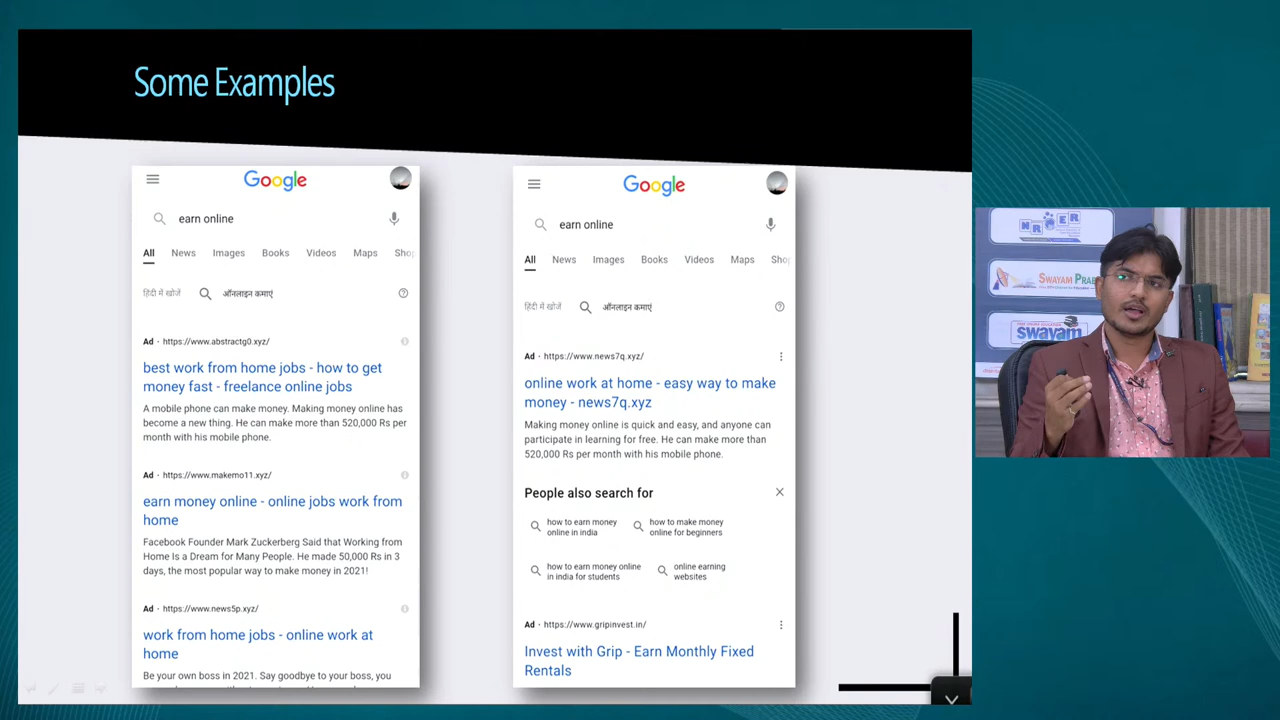 Some Examples
Google
earn online
All News Images Books Videos Maps
हिंदी में खोजें ऑनलाइन कमाएं
Ad · https://www.abstractg0.xyz/
best work from home jobs - how to get
money fast - freelance online jobs
A mobile phone can make money. Making money online has
become a new thing. He can make more than 520,000 Rs per
month with his mobile phone.
Ad · https://www.makemo11.xyz/
earn money online - online jobs work from
home
Facebook Founder Mark Zuckerberg Said that Working from
Home Is a Dream for Many People. He made 50,000 Rs in 3
days, the most popular way to make money in 2021!
Ad · https://www.news5p.xyz/
work from home jobs - online work at
home
Be your own boss in 2021. Say goodbye to your boss, you
Google
earn online
All News Images Books Videos Maps
हिंदी में खोजें ऑनलाइन कमाएं
Ad · https://www.news7q.xyz/
online work at home - easy way to make
money - news7q.xyz
Making money online is quick and easy, and anyone can
participate in learning for free. He can make more than
520,000 Rs per month with his mobile phone.
People also search for
how to earn money
online in india
how to make money
online for beginners
how to earn money online
in india for students
online earning
websites
Ad · https://www.gripinvest.in/
Invest with Grip - Earn Monthly Fixed
Rentals
SWAYAM PRAB
swayam